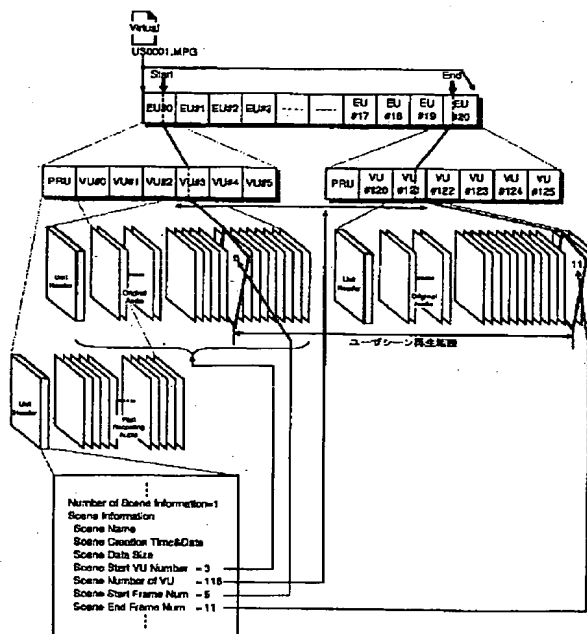 Virtual
US0001.MPG
Start
End
EU#0 EU#1 EU#2 EU#3 EU #17 EU #18 EU #19 EU #20
PRU VU#0 VU#1 VU#2 VU#3 VU#4 VU#5
PRU VU #120 VU #121 VU #122 VU #123 VU #124 VU #125
Unit Header
Original Audio
Unit Header
Original Audio
11
ユーザシーン再生範囲
Unit Header
Post Recording Audio
Number of Scene Information=1
Scene Information
Scene Name
Scene Creation Time&Date
Scene Data Size
Scene Start VU Number = 3
Scene Number of VU = 118
Scene Start Frame Num = 5
Scene End Frame Num = 11